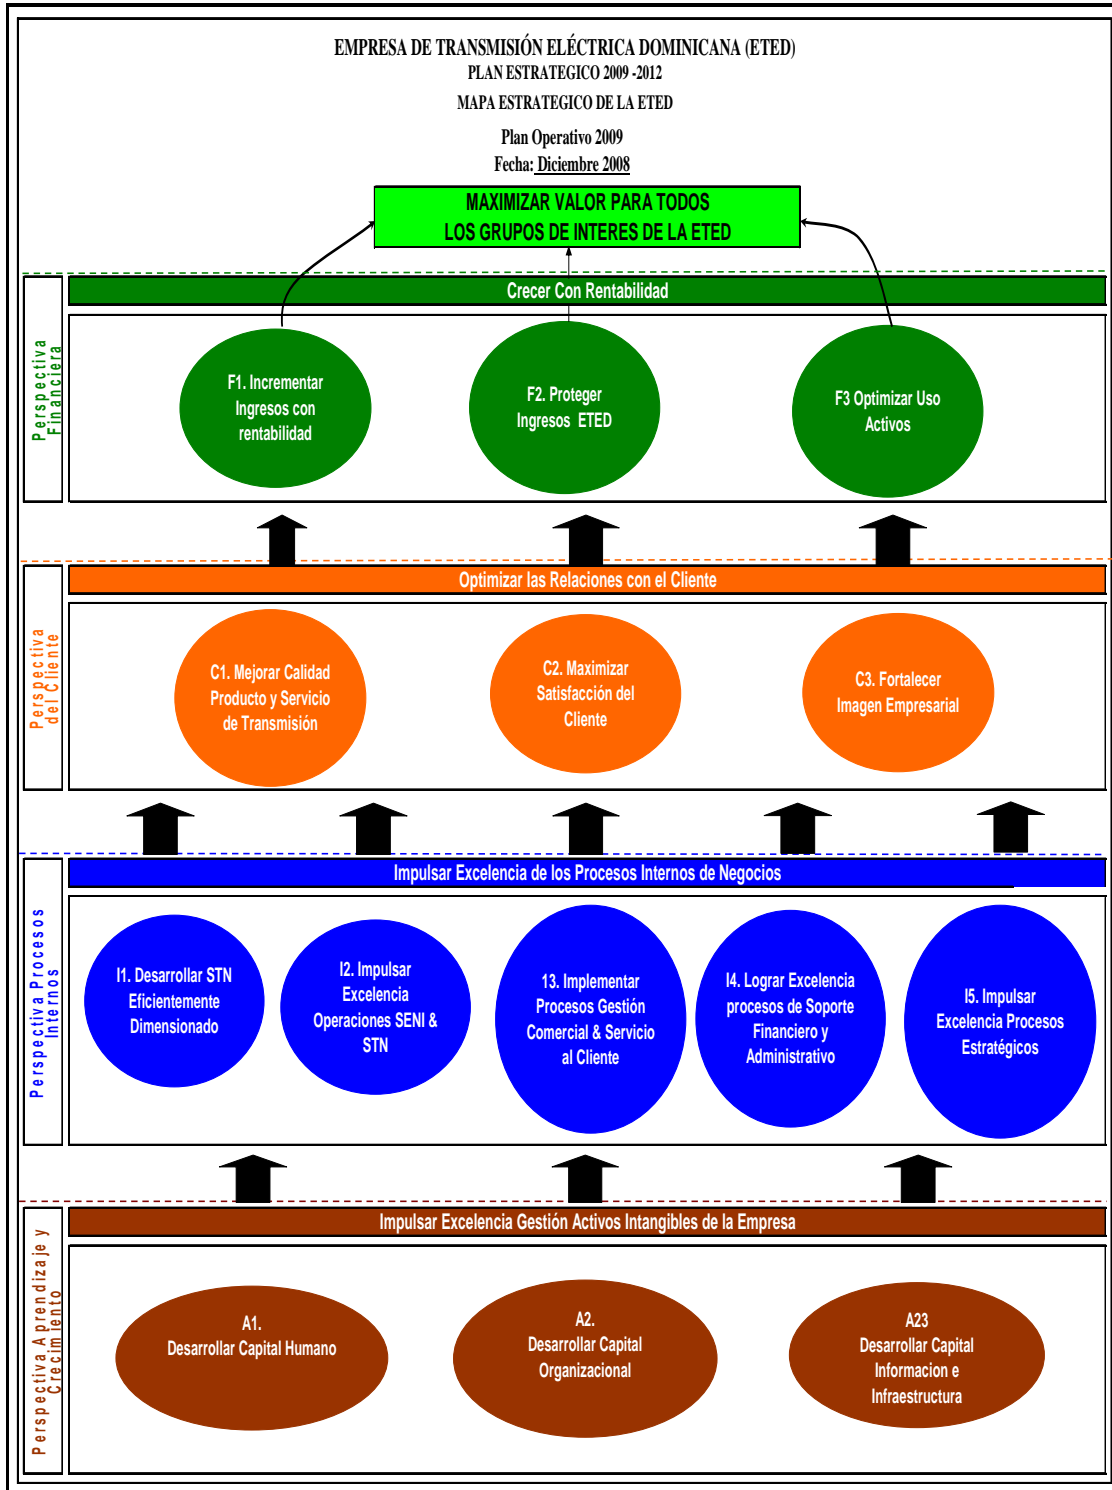 EMPRESA DE TRANSMISIÓN ELÉCTRICA DOMINICANA (ETED)
PLAN ESTRATEGICO 2009 -2012
MAPA ESTRATEGICO DE LA ETED
Plan Operativo 2009
Fecha: Diciembre 2008
MAXIMIZAR VALOR PARA TODOS
LOS GRUPOS DE INTERES DE LA ETED
Perspectiva
Financiera
Crecer Con Rentabilidad
F1. Incrementar
Ingresos con
rentabilidad
F2. Proteger
Ingresos ETED
F3 Optimizar Uso
Activos
Perspectiva
del Cliente
Optimizar las Relaciones con el Cliente
C1. Mejorar Calidad
Producto y Servicio
de Transmisión
C2. Maximizar
Satisfacción del
Cliente
C3. Fortalecer
Imagen Empresarial
Perspectiva Procesos
Internos
Impulsar Excelencia de los Procesos Internos de Negocios
I1. Desarrollar STN
Eficientemente
Dimensionado
I2. Impulsar
Excelencia
Operaciones SENI &
STN
13. Implementar
Procesos Gestión
Comercial & Servicio
al Cliente
I4. Lograr Excelencia
procesos de Soporte
Financiero y
Administrativo
I5. Impulsar
Excelencia Procesos
Estratégicos
Perspectiva Aprendizaje y
Crecimiento
Impulsar Excelencia Gestión Activos Intangibles de la Empresa
A1.
Desarrollar Capital Humano
A2.
Desarrollar Capital
Organizacional
A23
Desarrollar Capital
Informacion e
Infraestructura